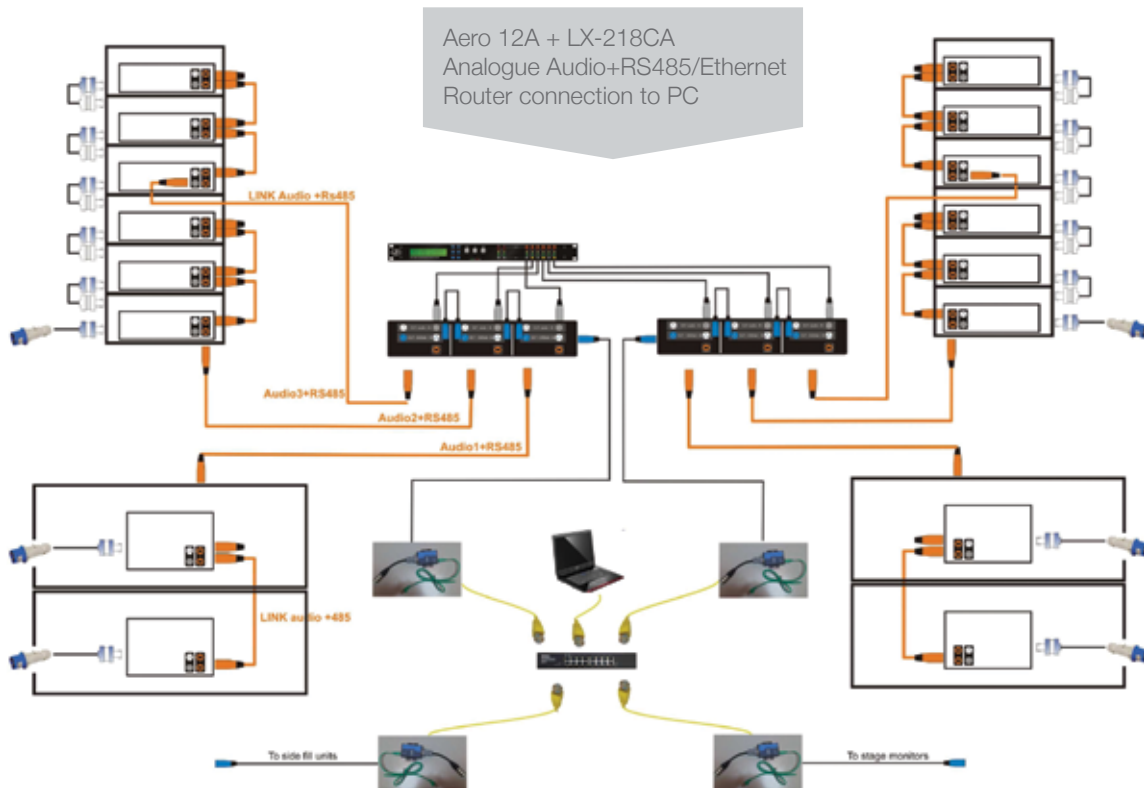 Aero 12A + LX-218CA
Analogue Audio+RS485/Ethernet
Router connection to PC
LINK Audio +Rs485
Audio3+RS485
Audio2+RS485
Audio1+RS485
LINK audio +485
To side fill units
To stage monitors